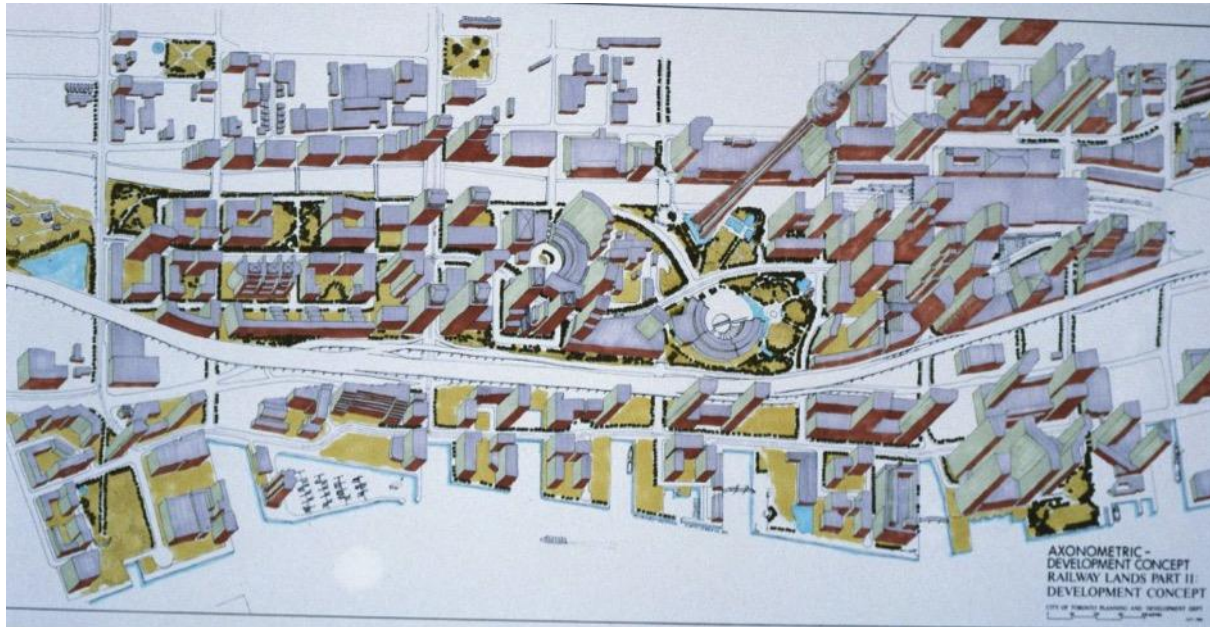 AXONOMETRIC –
DEVELOPMENT CONCEPT
RAILWAY LANDS PART II:
DEVELOPMENT CONCEPT
CITY OF TORONTO PLANNING AND DEVELOPMENT DEPT